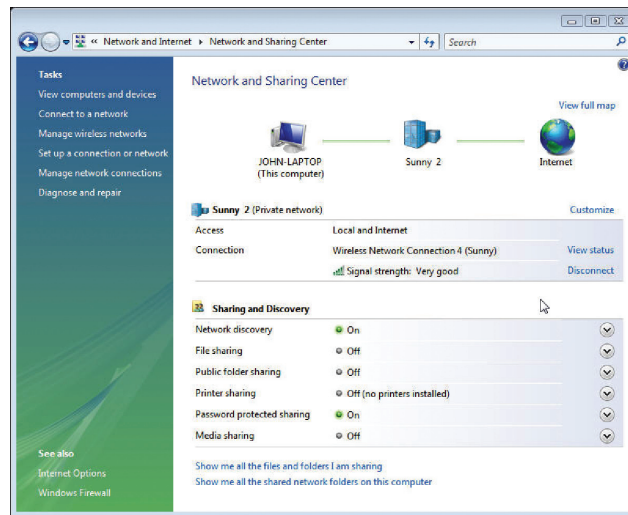 « Network and Internet ▸ Network and Sharing Center
Search
Tasks
View computers and devices
Connect to a network
Manage wireless networks
Set up a connection or network
Manage network connections
Diagnose and repair
See also
Internet Options
Windows Firewall
Network and Sharing Center
View full map
JOHN-LAPTOP
(This computer)
Sunny 2
Internet
Sunny 2 (Private network) Customize
Access Local and Internet
Connection Wireless Network Connection 4 (Sunny) View status
Signal strength: Very good Disconnect
Sharing and Discovery
Network discovery On
File sharing Off
Public folder sharing Off
Printer sharing Off (no printers installed)
Password protected sharing On
Media sharing Off
Show me all the files and folders I am sharing
Show me all the shared network folders on this computer